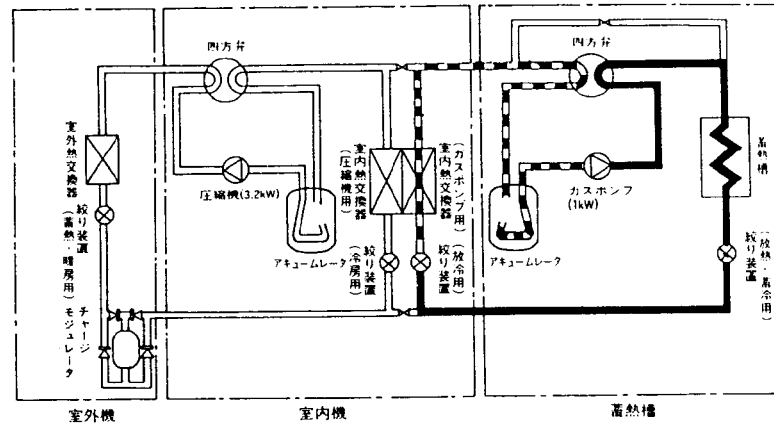 四方弁
室外熱交換器
絞り装置
(蓄熱・暖房用)
チャージ
モジュレータ
圧縮機(3.2kW)
アキュームレータ
室内熱交換器
(圧縮機用)
室内熱交換器
(ガスポンプ用)
絞り装置
(冷房用)
絞り装置
(放冷用)
四方弁
ガスポンプ
(1kW)
アキュームレータ
蓄熱槽
絞り装置
(放熱・蓄冷用)
室外機
室内機
蓄熱槽